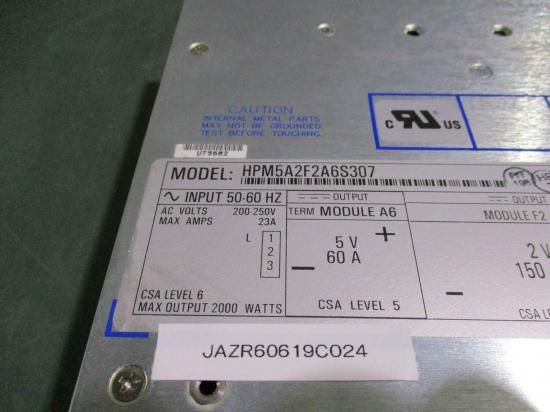 CAUTION
INTERNAL METAL PARTS
MAY NOT BE GROUNDED.
TEST BEFORE TOUCHING.
C US
UT5682
MODEL: HPM5A2F2A6S307
INPUT 50-60 HZ
AC VOLTS 200-250V
MAX AMPS 23A
L 1
2
3
CSA LEVEL 6
MAX OUTPUT 2000 WATTS
OUTPUT
TERM MODULE A6
5 V +
60 A
—
CSA LEVEL 5
OUTPUT
MODULE F2
2 V
150
—
CSA
JAZR60619C024